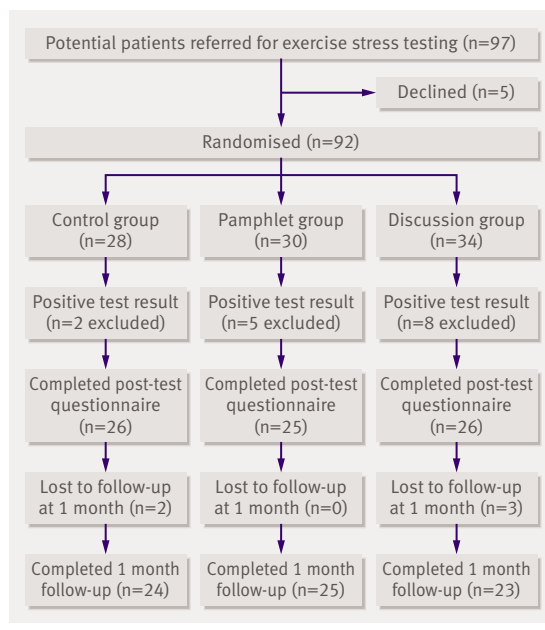 Potential patients referred for exercise stress testing (n=97)
Declined (n=5)
Randomised (n=92)
Control group
(n=28)
Pamphlet group
(n=30)
Discussion group
(n=34)
Positive test result
(n=2 excluded)
Positive test result
(n=5 excluded)
Positive test result
(n=8 excluded)
Completed post-test
questionnaire
(n=26)
Completed post-test
questionnaire
(n=25)
Completed post-test
questionnaire
(n=26)
Lost to follow-up
at 1 month (n=2)
Lost to follow-up
at 1 month (n=0)
Lost to follow-up
at 1 month (n=3)
Completed 1 month
follow-up (n=24)
Completed 1 month
follow-up (n=25)
Completed 1 month
follow-up (n=23)